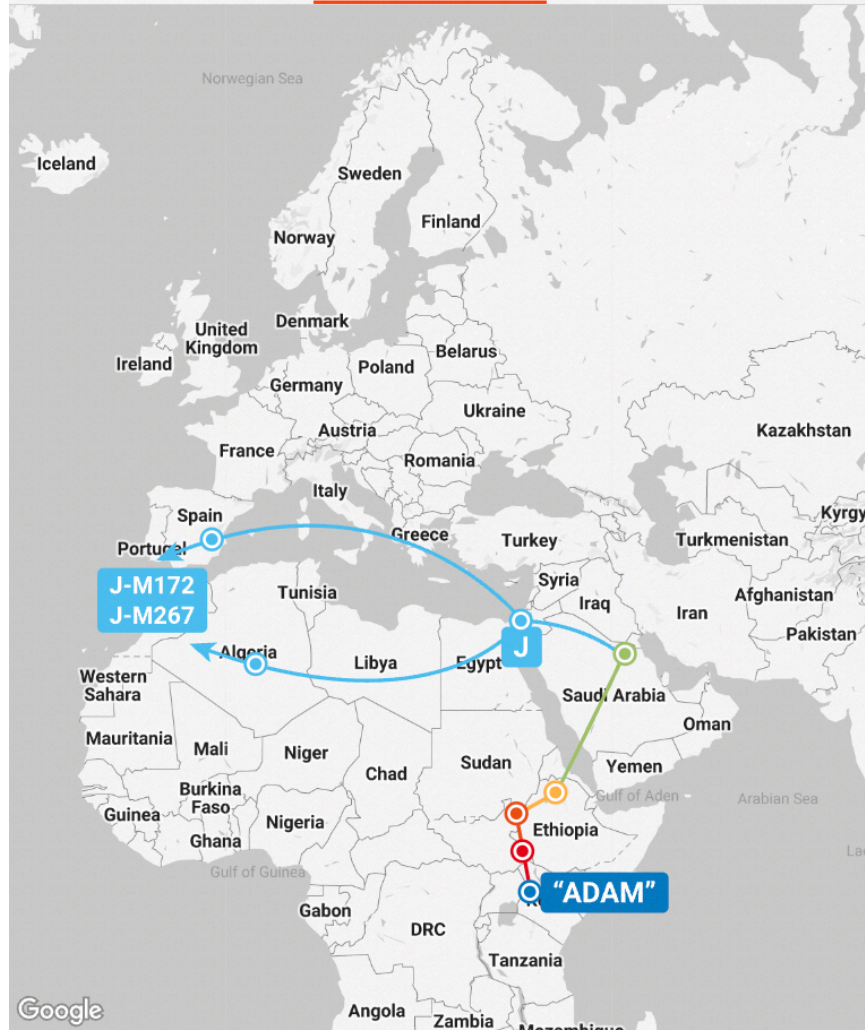 Norwegian Sea
Iceland
Sweden
Finland
Norway
Denmark
United
Kingdom
Ireland
Belarus
Poland
Germany
Ukraine
Austria
Kazakhstan
France
Romania
Italy
Spain
Kyrgy
Greece
Portugal
Turkey
Turkmenistan
J-M172
J-M267
Tunisia
Syria
Iraq
Iran
Afghanistan
Pakistan
J
Algeria
Libya
Egypt
Western
Sahara
Saudi Arabia
Oman
Mauritania
Mali
Niger
Chad
Sudan
Yemen
Burkina
Faso
Gulf of Aden
Arabian Sea
Guinea
Nigeria
Ghana
Ethiopia
Gulf of Guinea
"ADAM"
Gabon
DRC
Tanzania
Angola
Zambia
Mozambique
Google